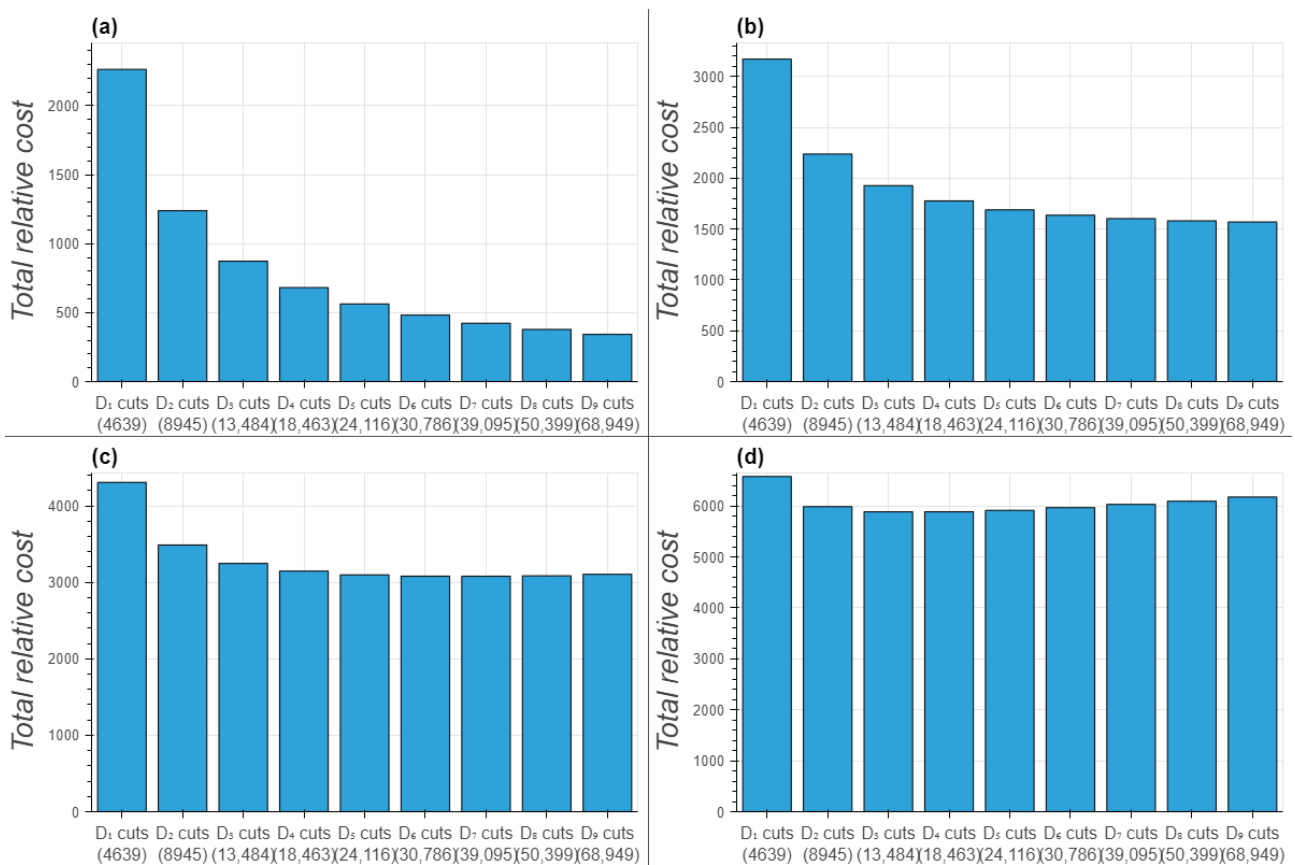 (a)
Total relative cost
2000
1500
1000
500
0
D₁ cuts D₂ cuts D₃ cuts D₄ cuts D₅ cuts D₆ cuts D₇ cuts D₈ cuts D₉ cuts
(4639) (8945) (13,484) (18,463) (24,116) (30,786) (39,095) (50,399) (68,949)
(b)
Total relative cost
3000
2500
2000
1500
1000
500
0
D₁ cuts D₂ cuts D₃ cuts D₄ cuts D₅ cuts D₆ cuts D₇ cuts D₈ cuts D₉ cuts
(4639) (8945) (13,484) (18,463) (24,116) (30,786) (39,095) (50,399) (68,949)
(c)
Total relative cost
4000
3000
2000
1000
0
D₁ cuts D₂ cuts D₃ cuts D₄ cuts D₅ cuts D₆ cuts D₇ cuts D₈ cuts D₉ cuts
(4639) (8945) (13,484) (18,463) (24,116) (30,786) (39,095) (50,399) (68,949)
(d)
Total relative cost
6000
5000
4000
3000
2000
1000
0
D₁ cuts D₂ cuts D₃ cuts D₄ cuts D₅ cuts D₆ cuts D₇ cuts D₈ cuts D₉ cuts
(4639) (8945) (13,484) (18,463) (24,116) (30,786) (39,095) (50,399) (68,949)